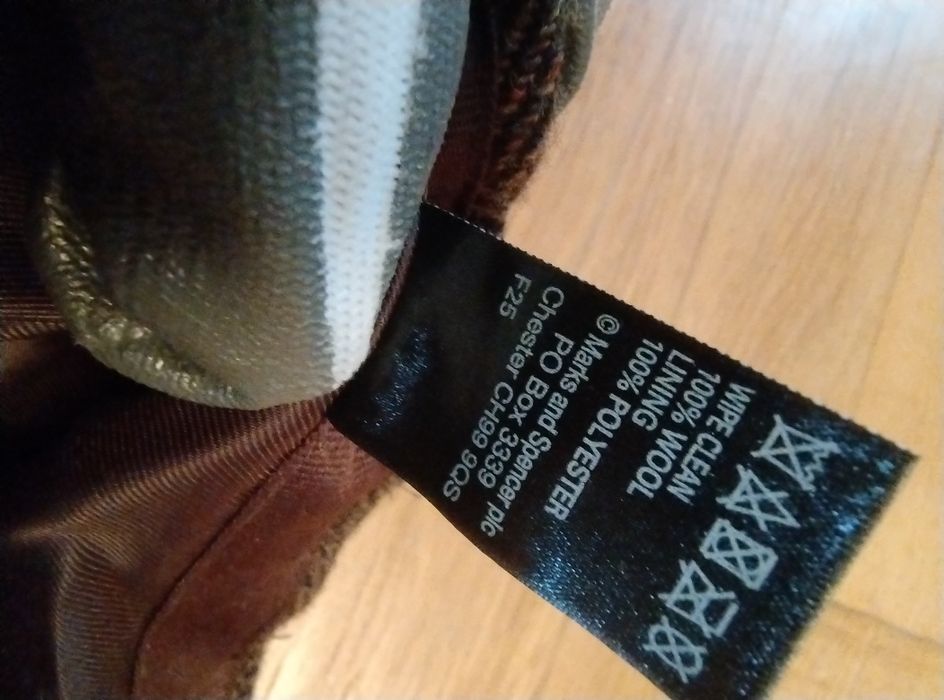 WIPE CLEAN
100% WOOL
LINING
100% POLYESTER
© Marks and Spencer plc
PO Box 3339
Chester CH99 9QS
F25